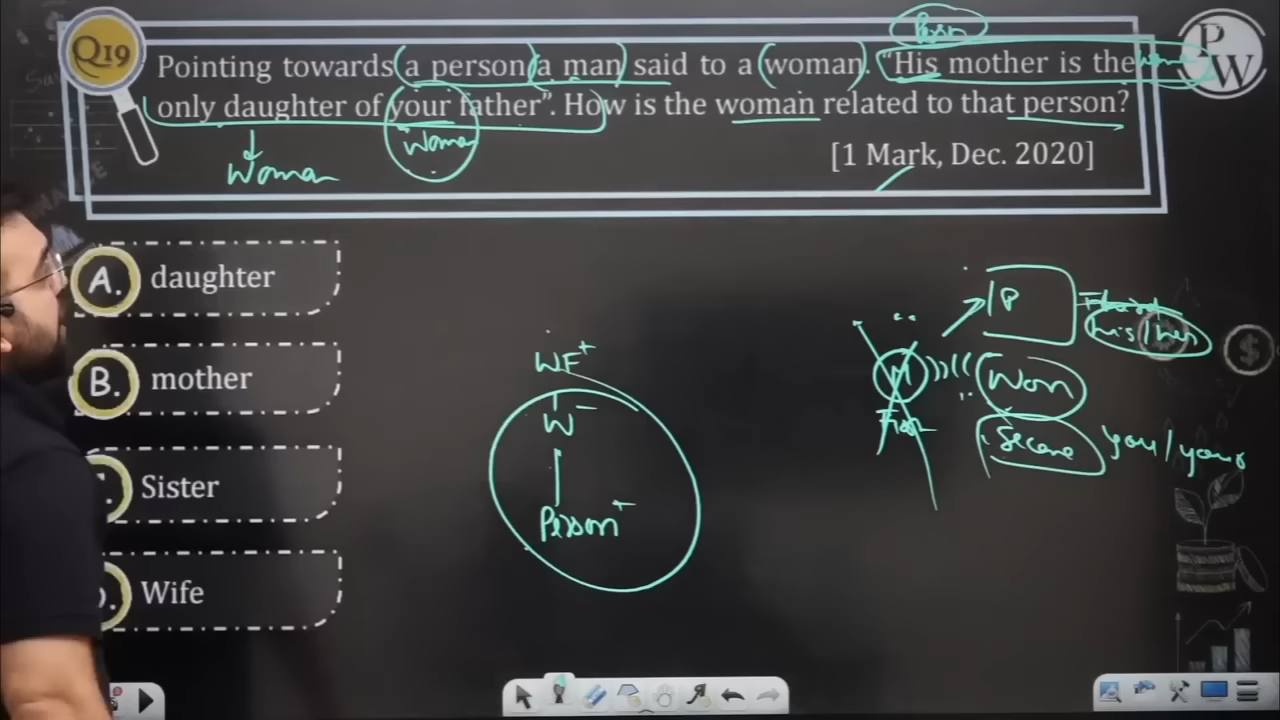 Q19
Person
Pointing towards a person a man said to a woman. "His mother is the
PW
only daughter of your father". How is the woman related to that person?
Woman
Woman
[1 Mark, Dec. 2020]
A. daughter
B. mother
Sister
Wife
WF+
W-
Person+
P
his/her
M
Wom
you/your
$